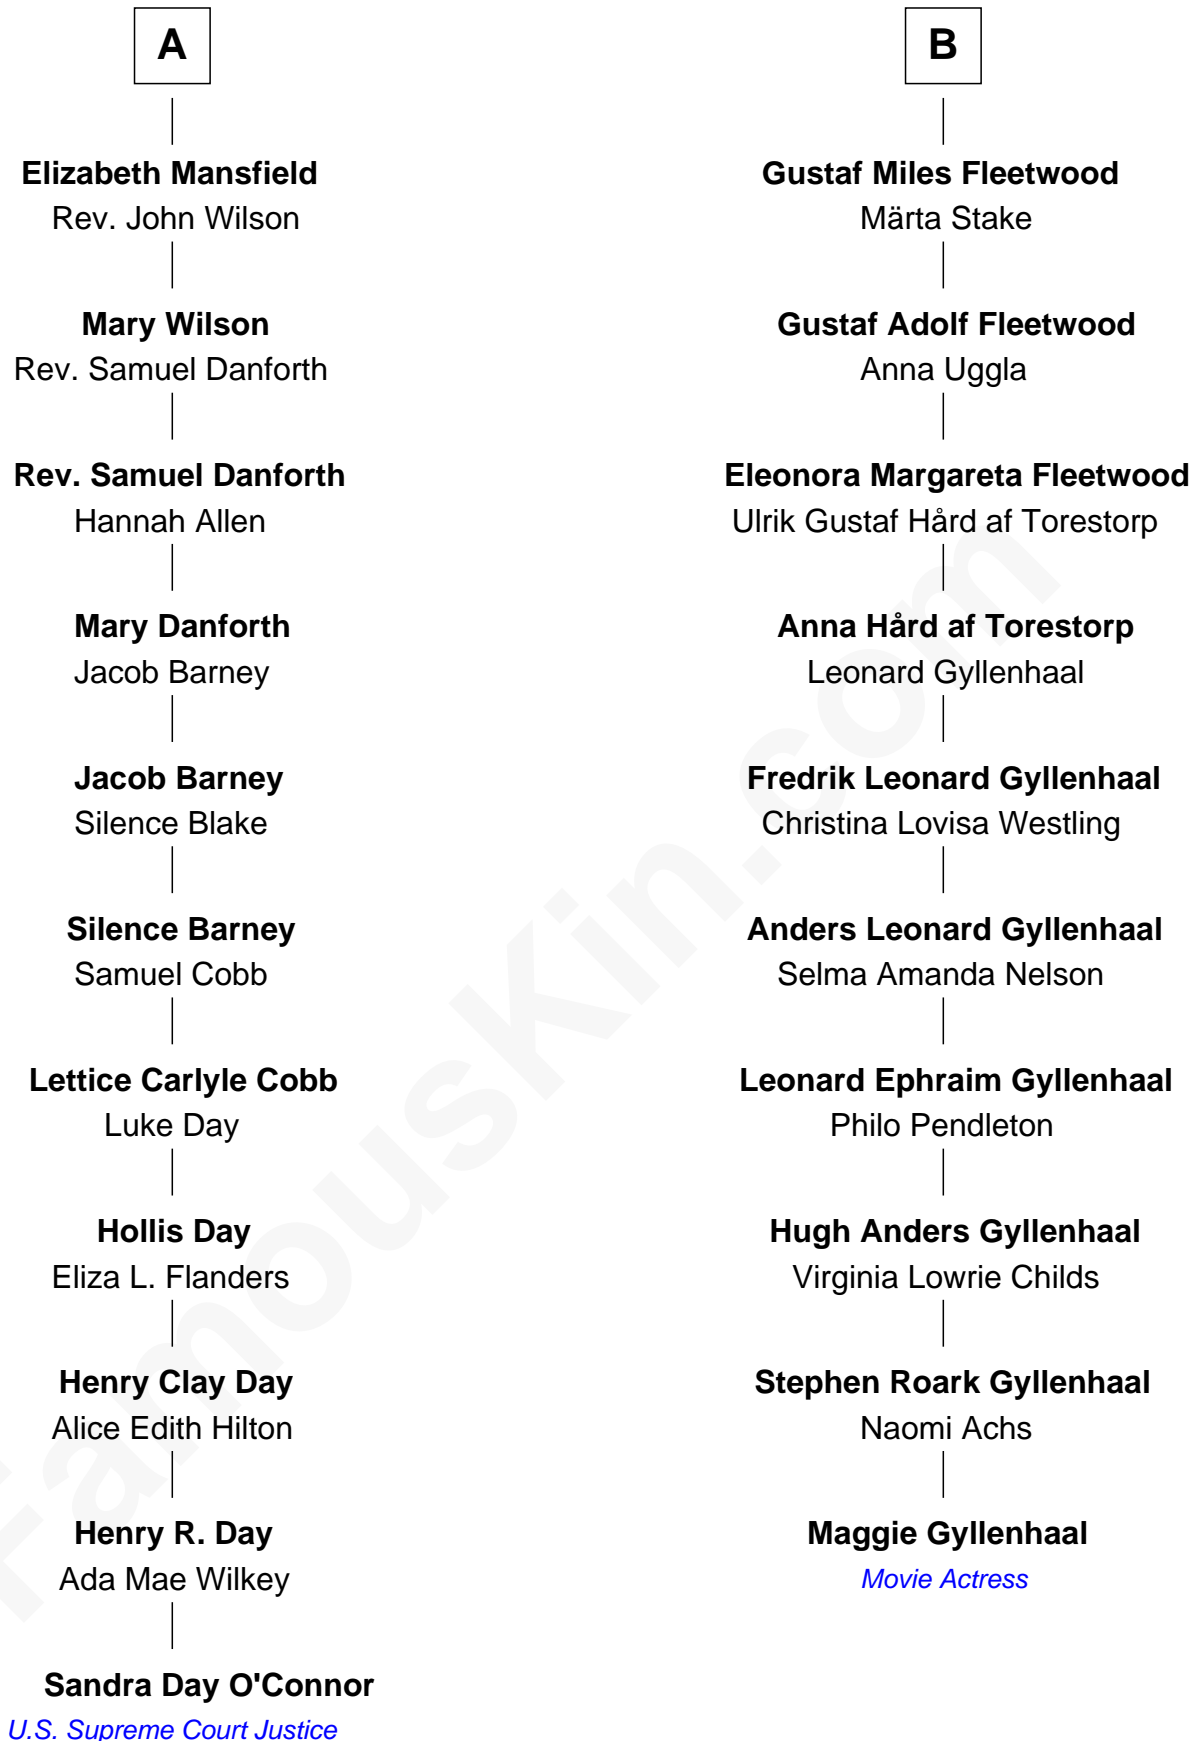 A
Elizabeth Mansfield
Rev. John Wilson
Mary Wilson
Rev. Samuel Danforth
Rev. Samuel Danforth
Hannah Allen
Mary Danforth
Jacob Barney
Jacob Barney
Silence Blake
Silence Barney
Samuel Cobb
Lettice Carlyle Cobb
Luke Day
Hollis Day
Eliza L. Flanders
Henry Clay Day
Alice Edith Hilton
Henry R. Day
Ada Mae Wilkey
Sandra Day O'Connor
U.S. Supreme Court Justice
B
Gustaf Miles Fleetwood
Märta Stake
Gustaf Adolf Fleetwood
Anna Uggla
Eleonora Margareta Fleetwood
Ulrik Gustaf Hård af Torestorp
Anna Hård af Torestorp
Leonard Gyllenhaal
Fredrik Leonard Gyllenhaal
Christina Lovisa Westling
Anders Leonard Gyllenhaal
Selma Amanda Nelson
Leonard Ephraim Gyllenhaal
Philo Pendleton
Hugh Anders Gyllenhaal
Virginia Lowrie Childs
Stephen Roark Gyllenhaal
Naomi Achs
Maggie Gyllenhaal
Movie Actress
FamousKin.com